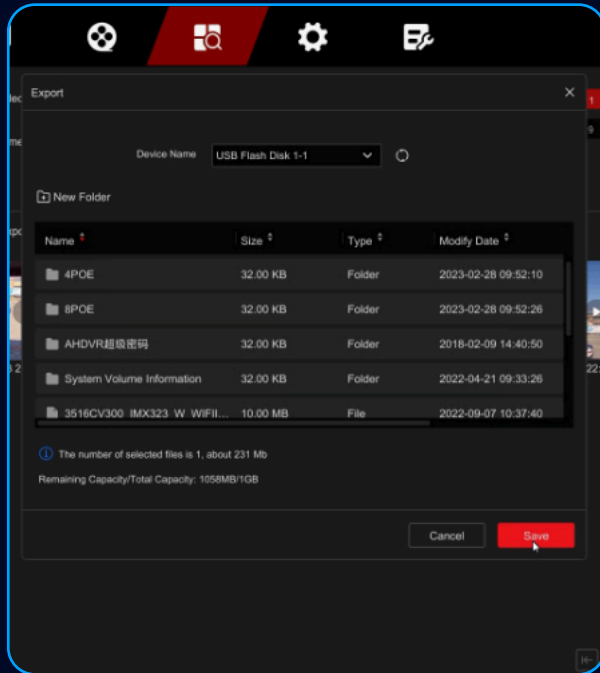 Export
Device Name USB Flash Disk 1-1
New Folder
Name Size Type Modify Date
4POE 32.00 KB Folder 2023-02-28 09:52:10
8POE 32.00 KB Folder 2023-02-28 09:52:26
AHDVR超级密码 32.00 KB Folder 2018-02-09 14:40:50
System Volume Information 32.00 KB Folder 2022-04-21 09:33:26
3516CV300_IMX323_W_WIFII... 10.00 MB File 2022-09-07 10:37:40
The number of selected files is 1, about 231 Mb
Remaining Capacity/Total Capacity: 1058MB/1GB
Cancel Save